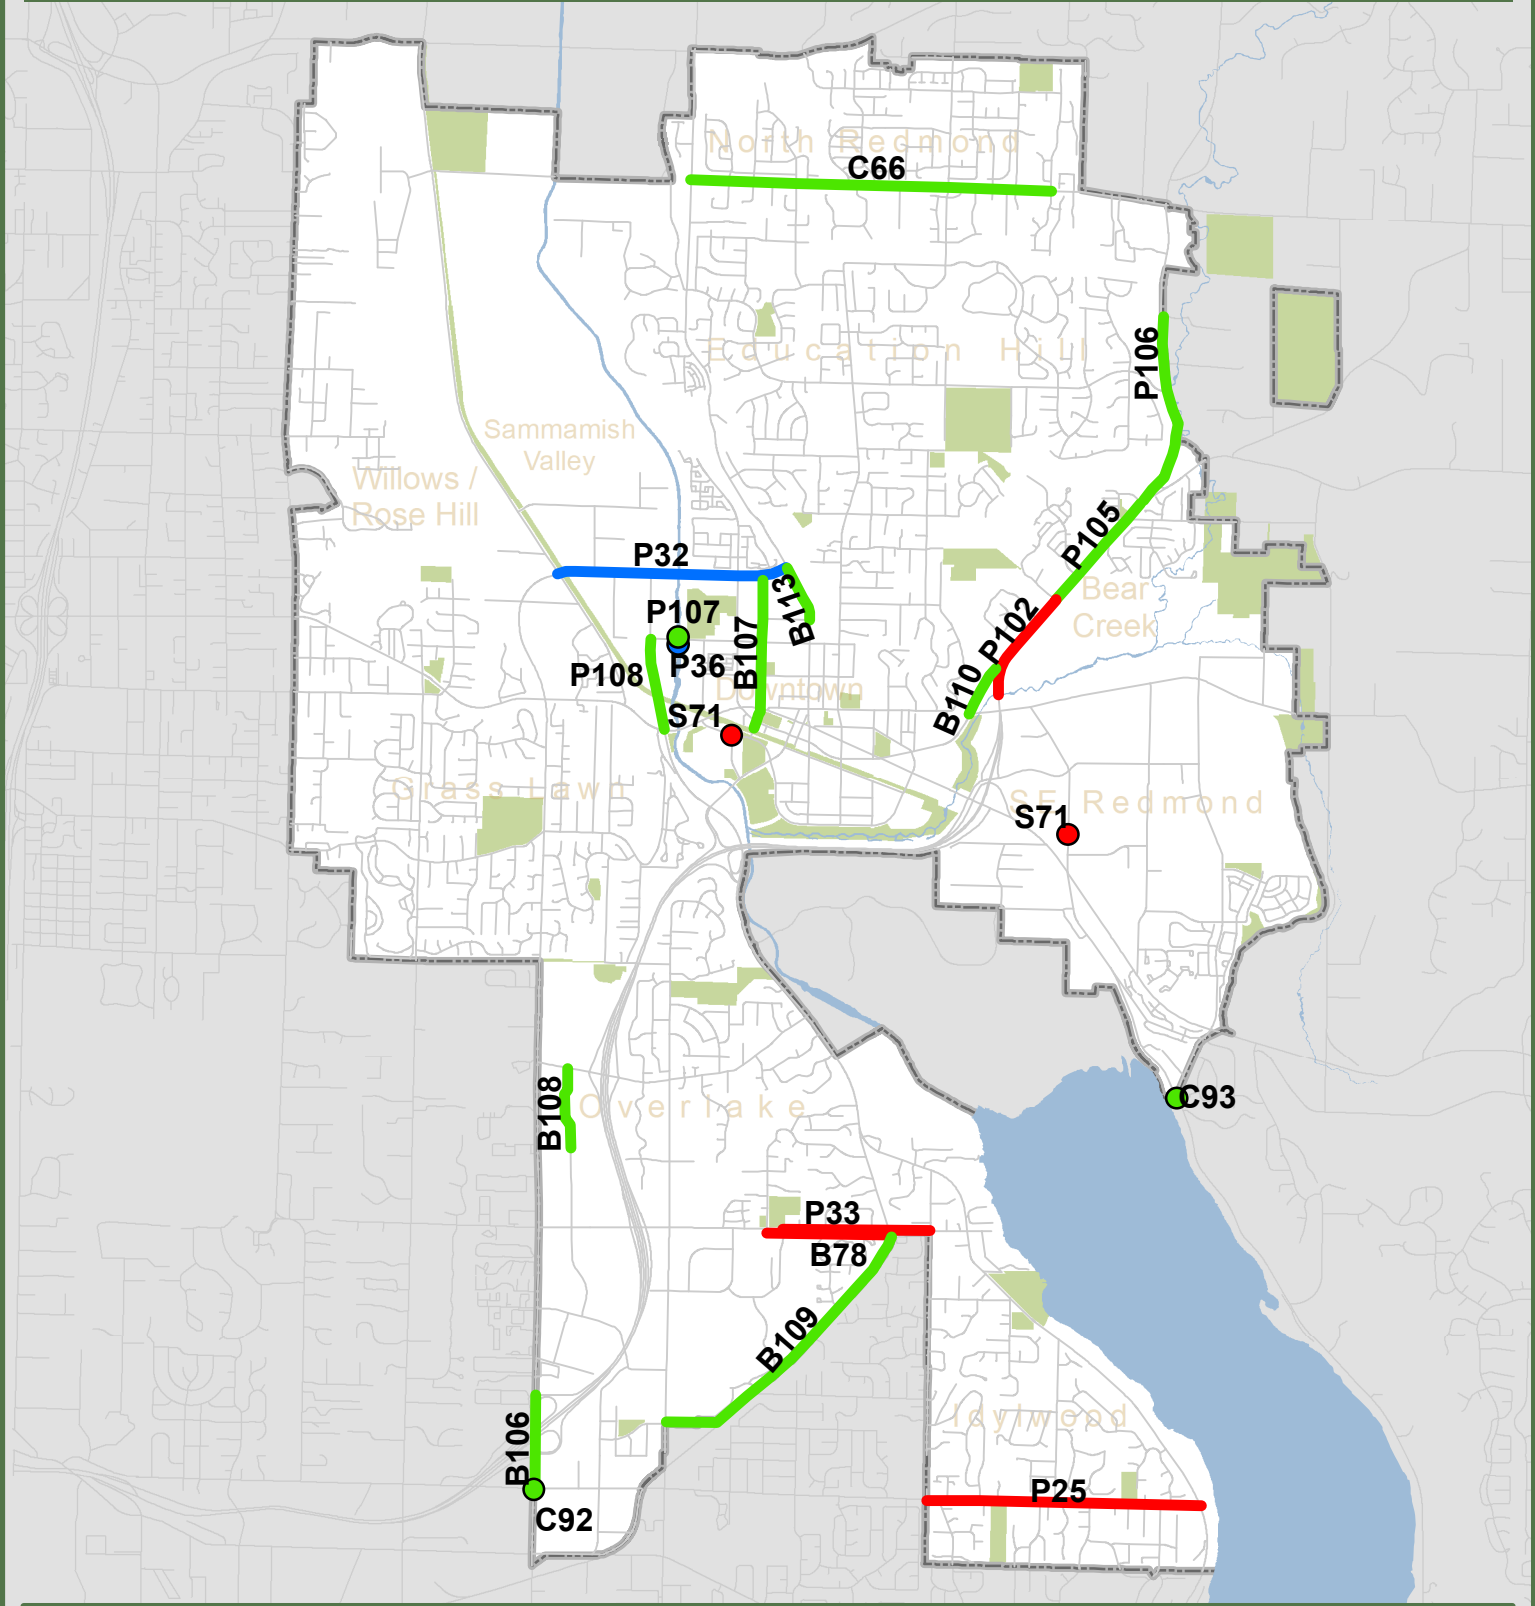 North Redmond
C66
P106
Education Hill
Sammamish
Valley
Willows /
Rose Hill
P105
P32
B113
Bear
Creek
P107
P102
B107
P36
P108
Downtown
B110
S71
Grass Lawn
SE Redmond
S71
C93
B108
Overlake
P33
B78
B109
Idylwood
B106
P25
C92